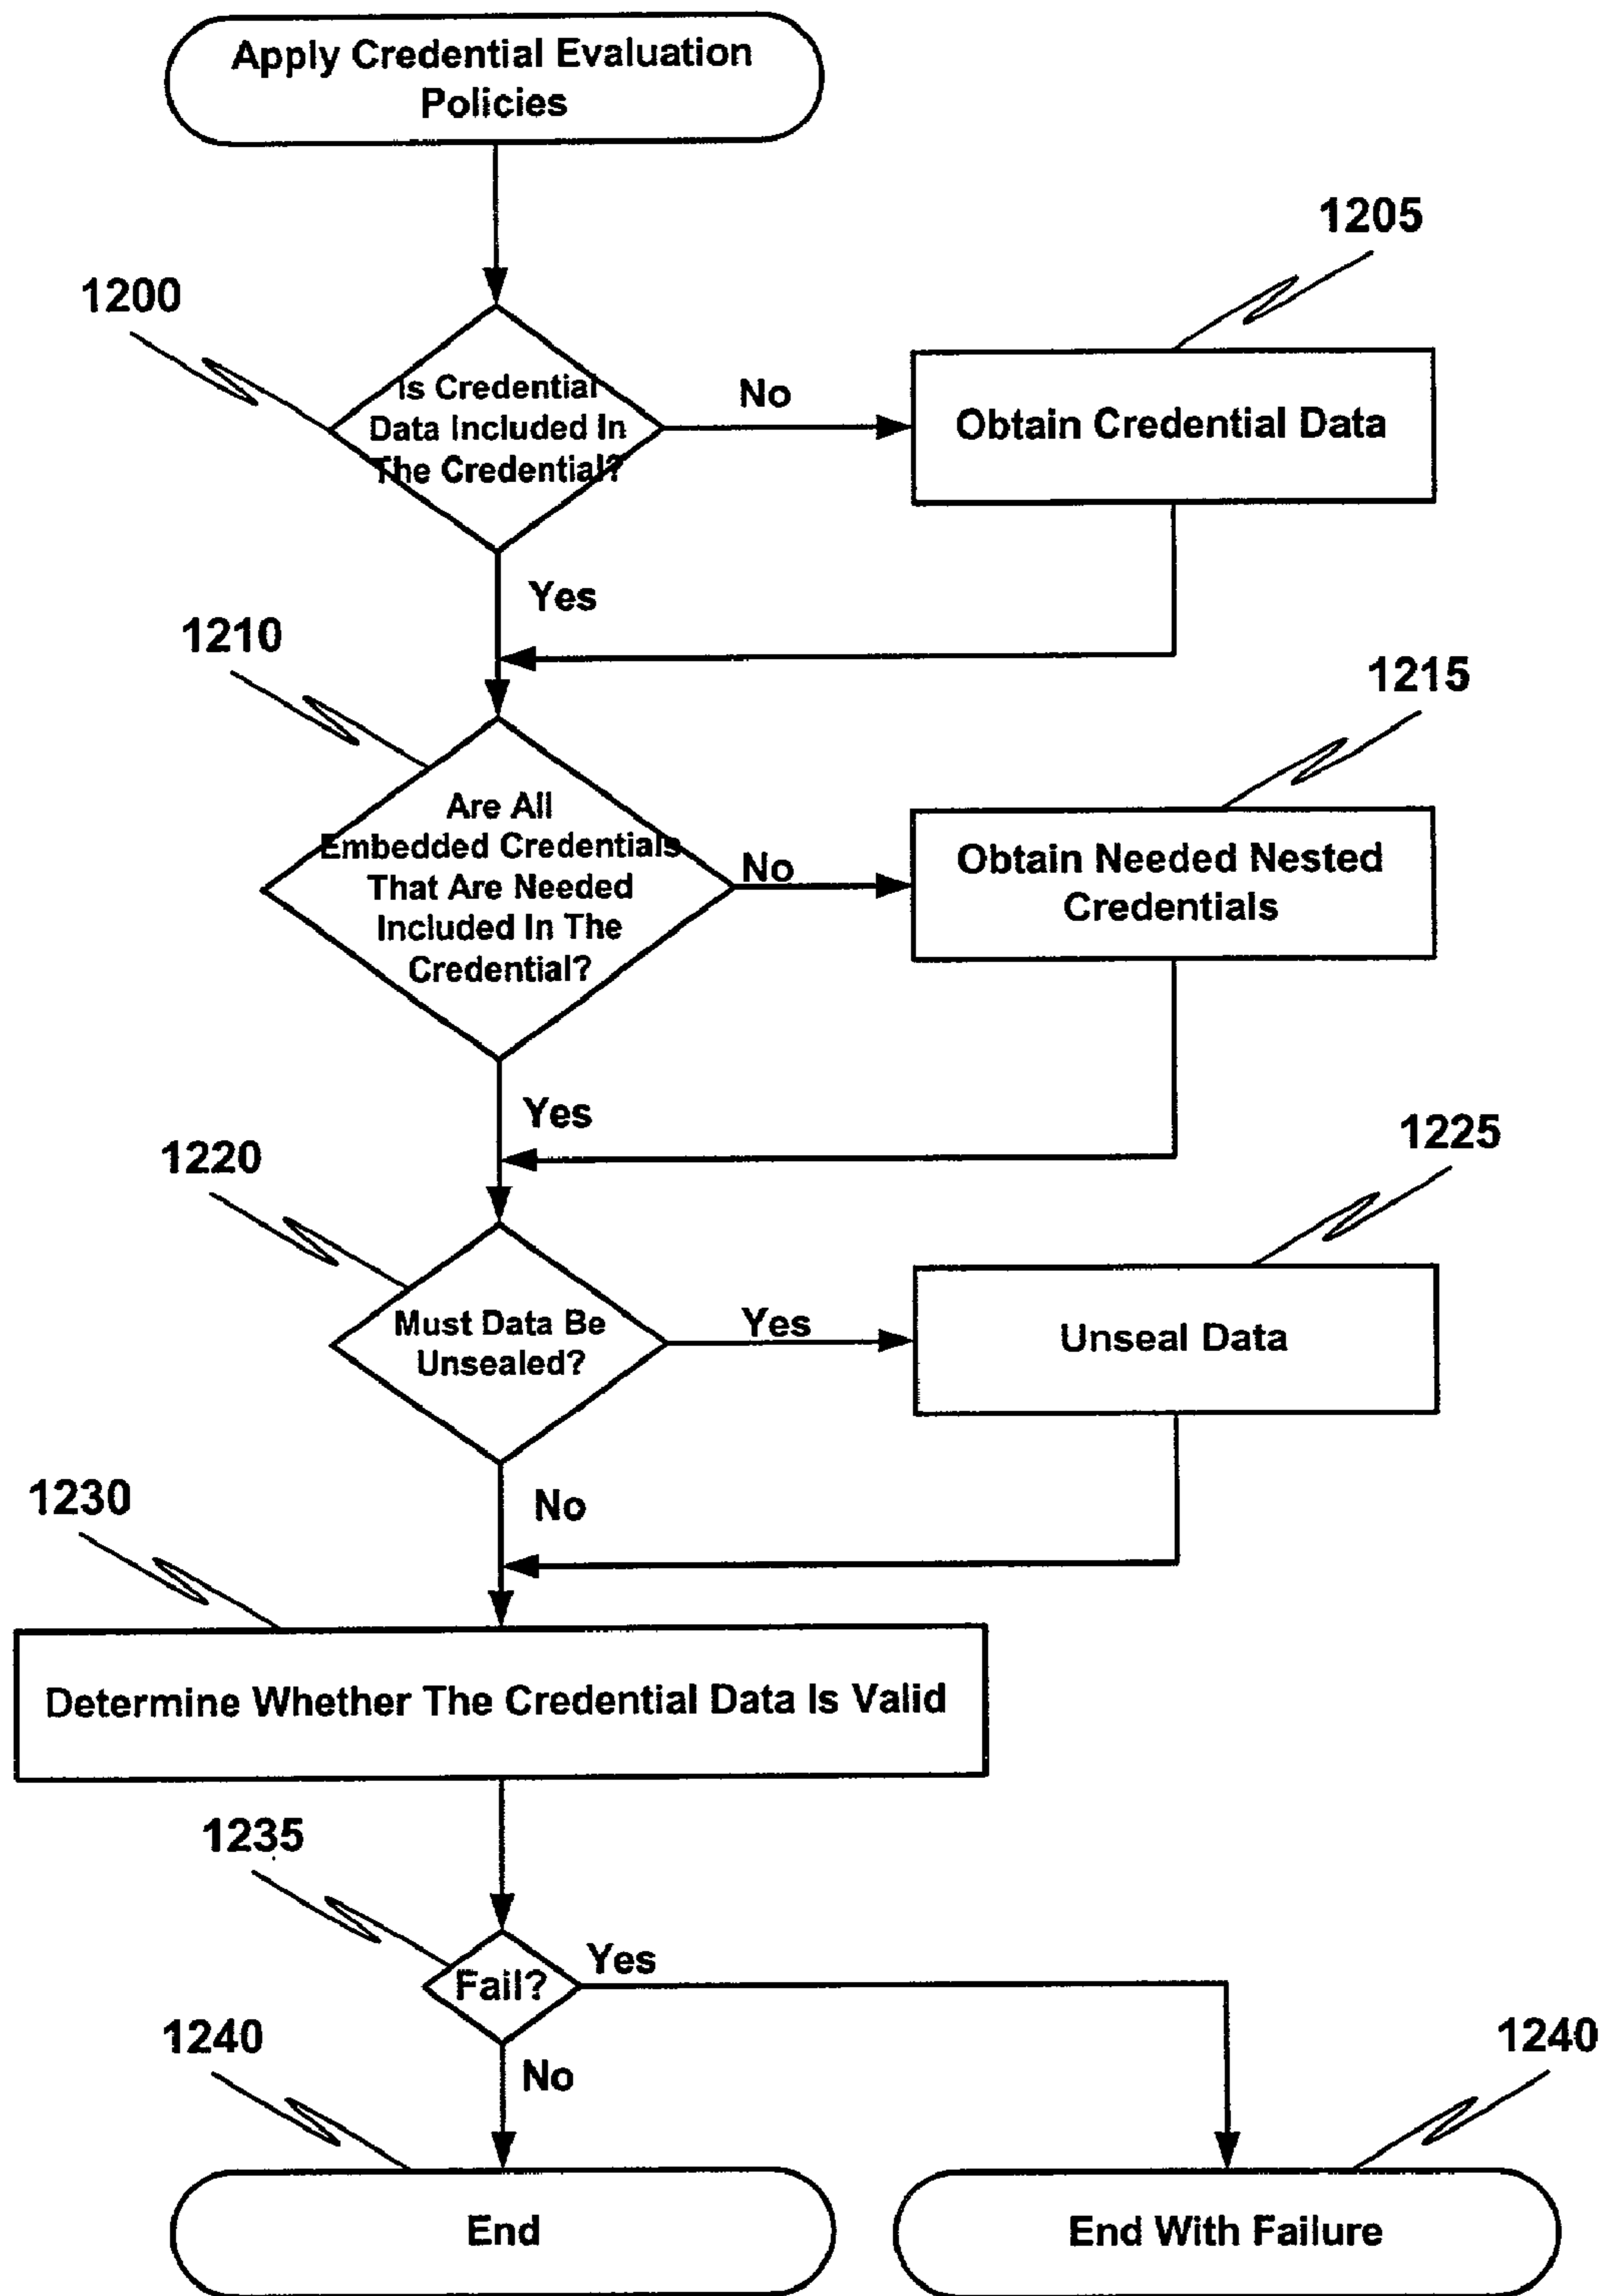 Apply Credential Evaluation
Policies
1205
1200
Is Credential
Data Included In
The Credential?
No
Obtain Credential Data
Yes
1210
1215
Are All
Embedded Credentials
That Are Needed
Included In The
Credential?
No
Obtain Needed Nested
Credentials
Yes
1220
1225
Must Data Be
Unsealed?
Yes
Unseal Data
No
1230
Determine Whether The Credential Data Is Valid
1235
Fail?
Yes
1240
No
1240
End
End With Failure